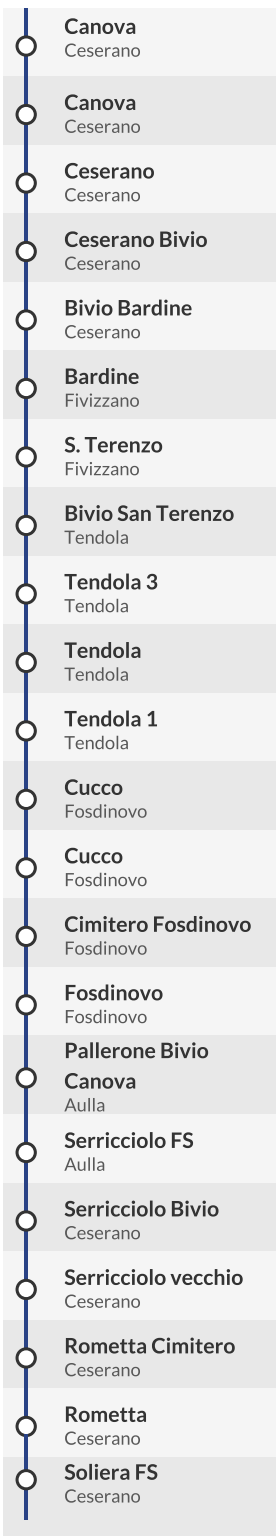 Canova
Ceserano
Canova
Ceserano
Ceserano
Ceserano
Ceserano Bivio
Ceserano
Bivio Bardine
Ceserano
Bardine
Fivizzano
S. Terenzo
Fivizzano
Bivio San Terenzo
Tendola
Tendola 3
Tendola
Tendola
Tendola
Tendola 1
Tendola
Cucco
Fosdinovo
Cucco
Fosdinovo
Cimitero Fosdinovo
Fosdinovo
Fosdinovo
Fosdinovo
Pallerone Bivio
Canova
Aulla
Serricciolo FS
Aulla
Serricciolo Bivio
Ceserano
Serricciolo vecchio
Ceserano
Rometta Cimitero
Ceserano
Rometta
Ceserano
Soliera FS
Ceserano